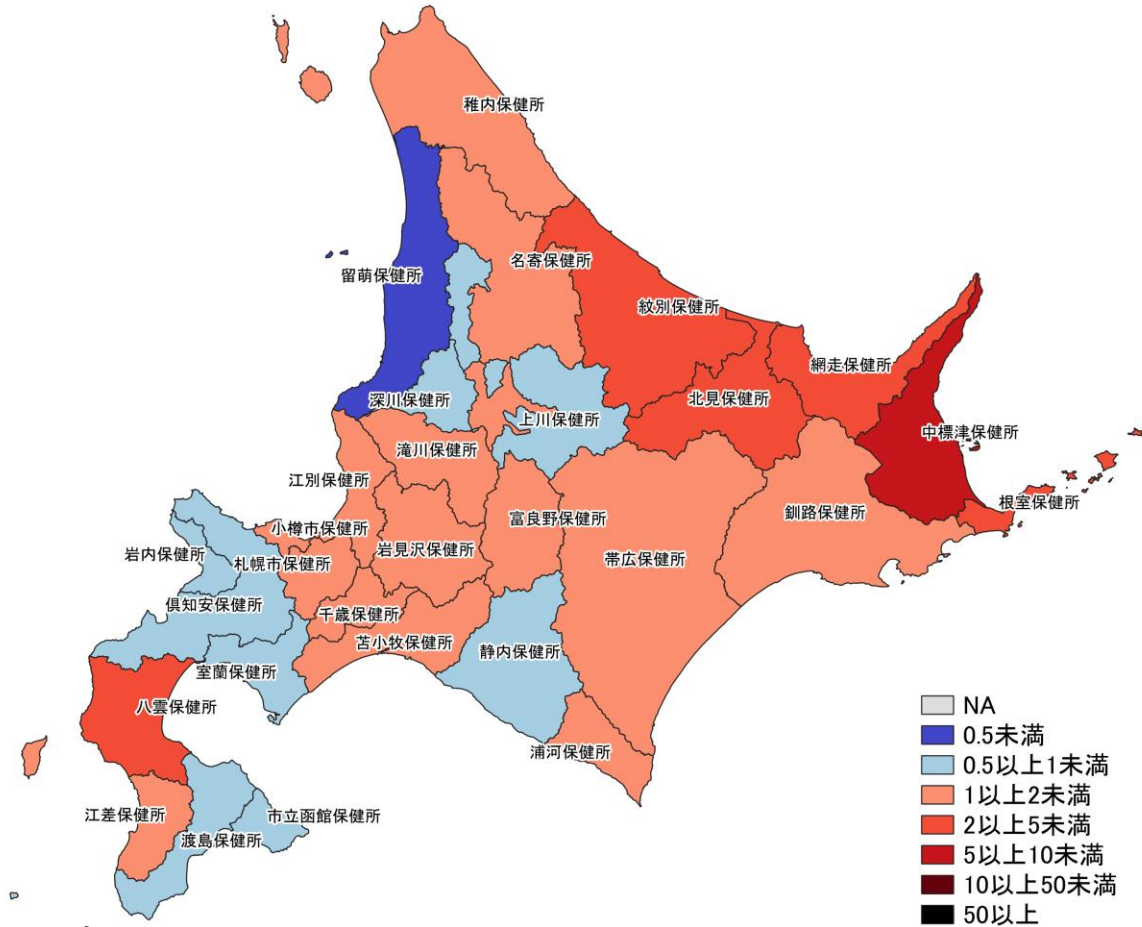 稚内保健所
名寄保健所
留萌保健所
紋別保健所
網走保健所
深川保健所
北見保健所
上川保健所
中標津保健所
滝川保健所
江別保健所
根室保健所
釧路保健所
富良野保健所
小樽市保健所
岩見沢保健所
岩内保健所
札幌市保健所
帯広保健所
倶知安保健所
千歳保健所
苫小牧保健所
静内保健所
室蘭保健所
八雲保健所
浦河保健所
江差保健所
市立函館保健所
渡島保健所
NA
0.5未満
0.5以上1未満
1以上2未満
2以上5未満
5以上10未満
10以上50未満
50以上